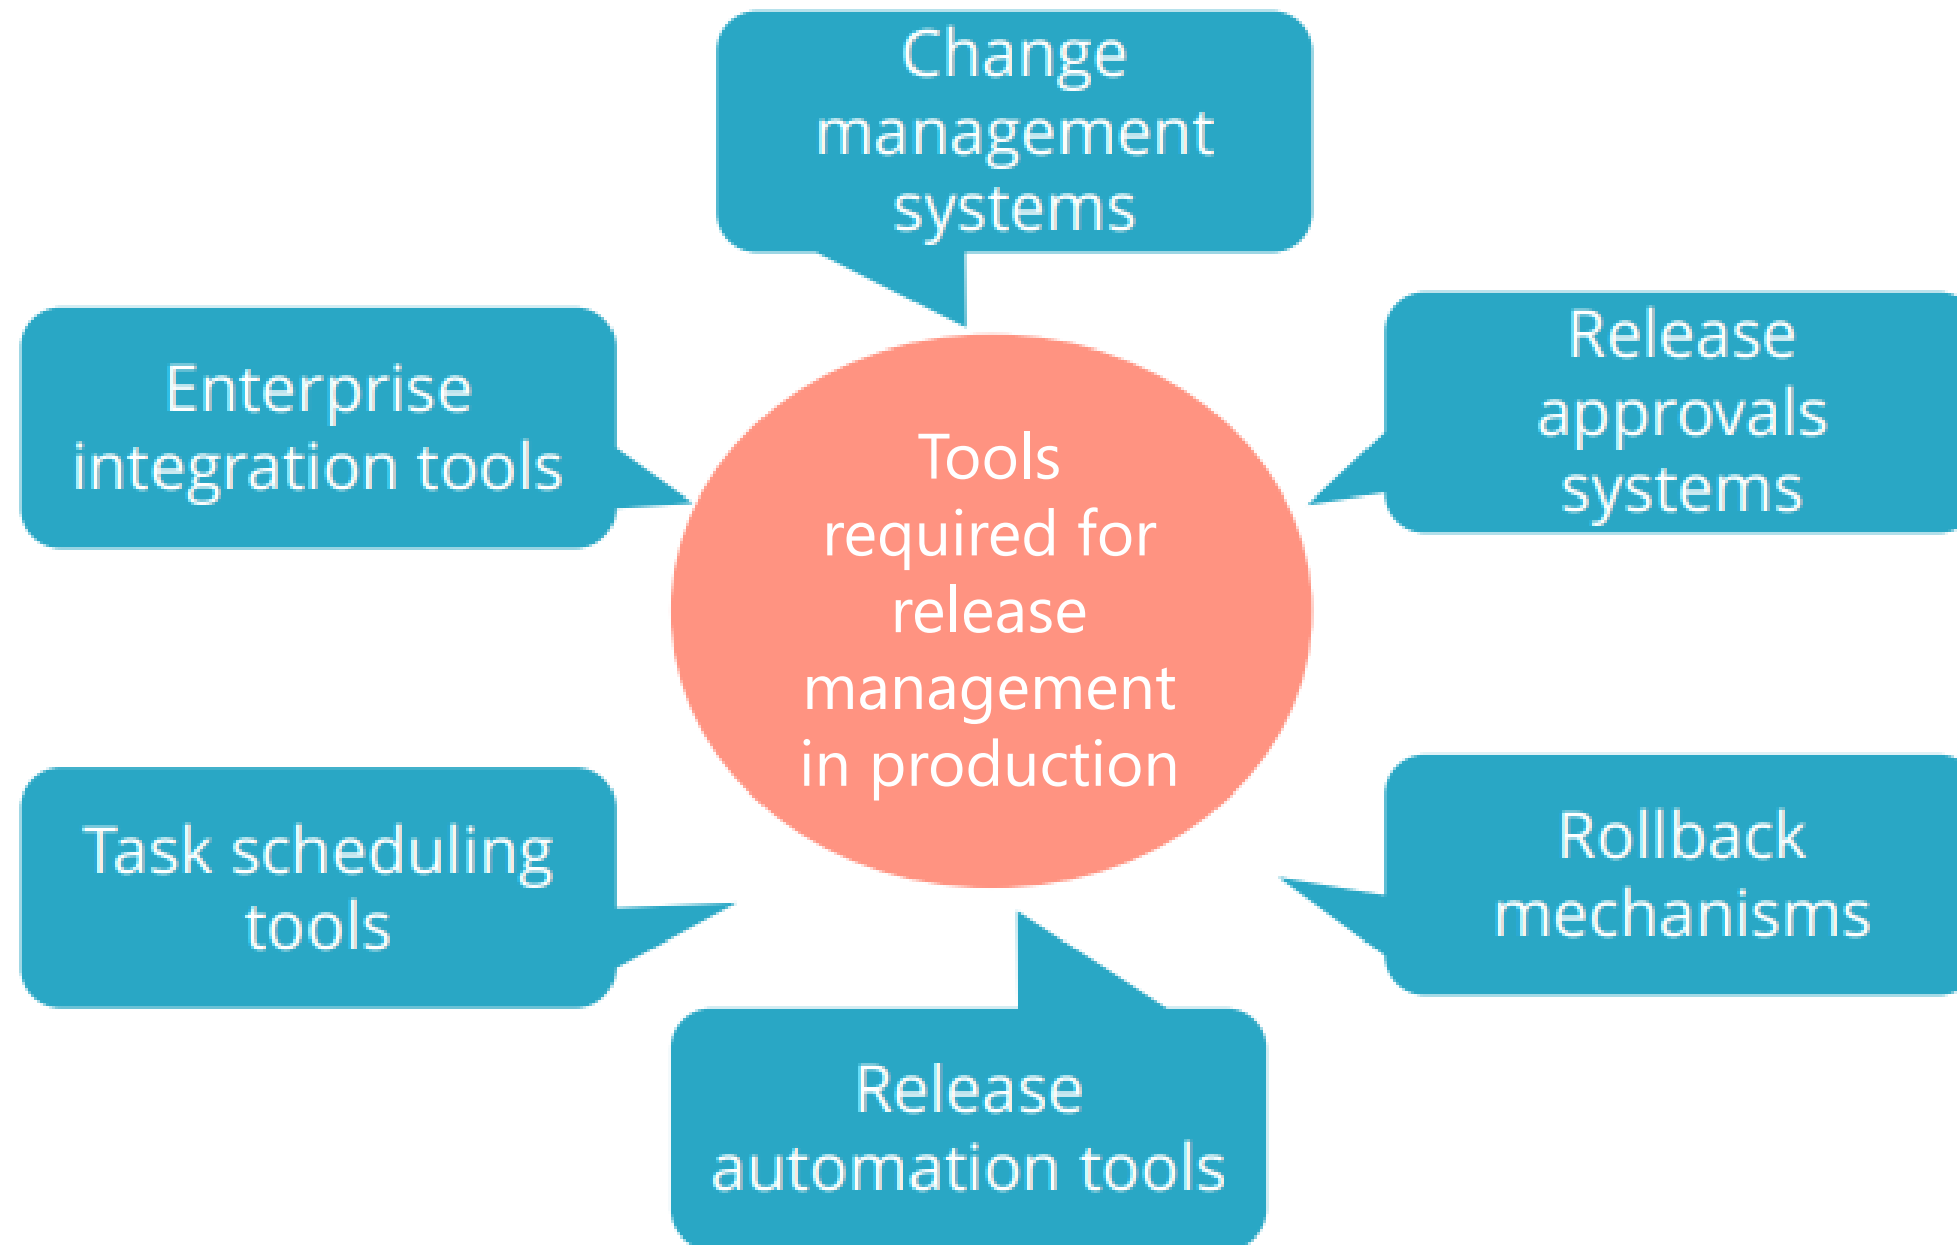 Change
management
systems
Enterprise
integration tools
Release
approvals
systems
Tools
required for
release
management
in production
Task scheduling
tools
Rollback
mechanisms
Release
automation tools